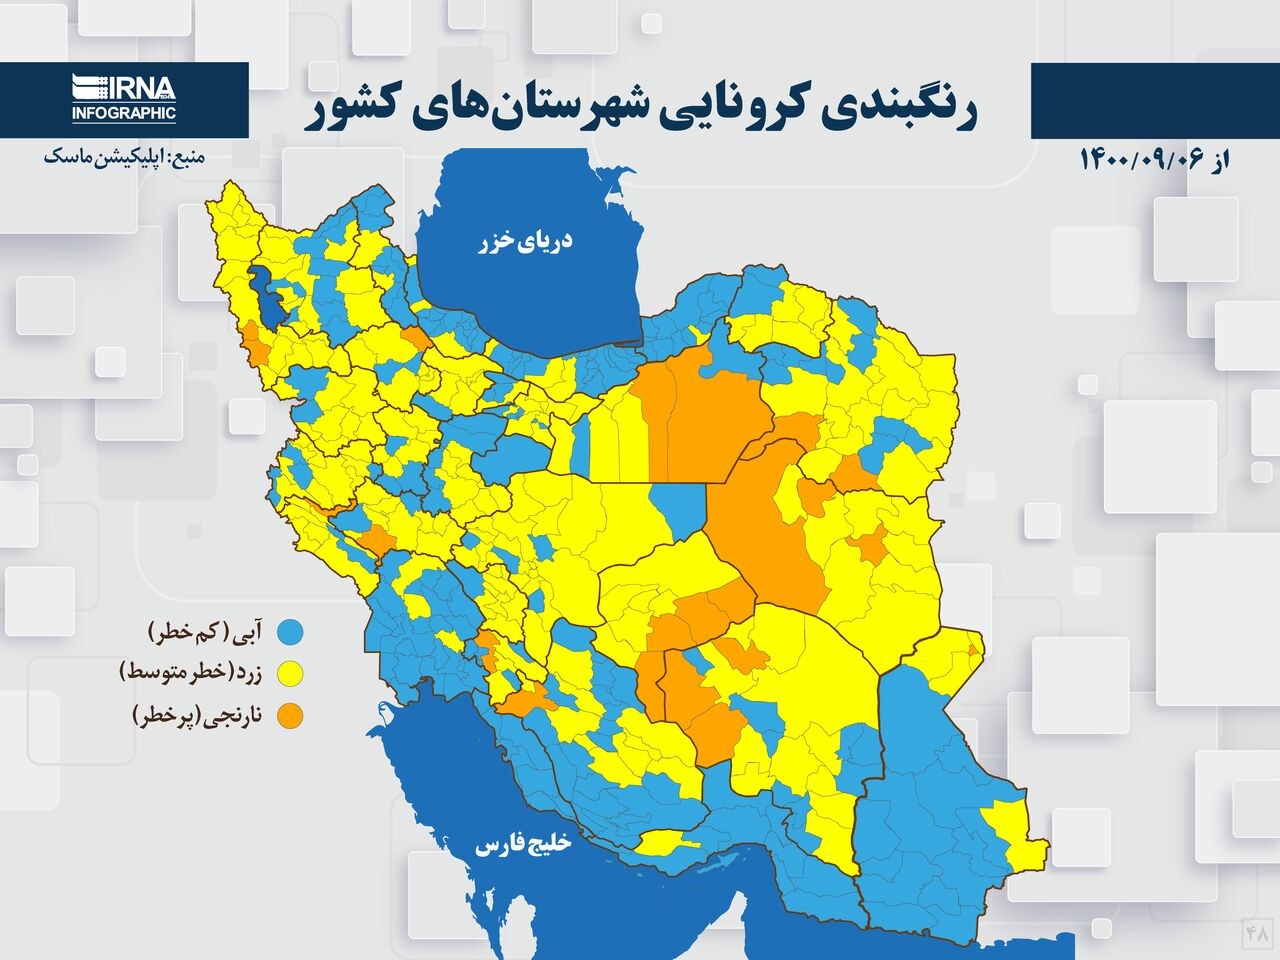 IRNA
INFOGRAPHIC
رنگبندی کرونایی شهرستان‌های کشور
منبع: اپلیکیشن ماسک
از ۱۴۰۰/۰۹/۰۶
دریای خزر
آبی (کم خطر)
زرد(خطر متوسط)
نارنجی(پرخطر)
خلیج فارس
۴۸